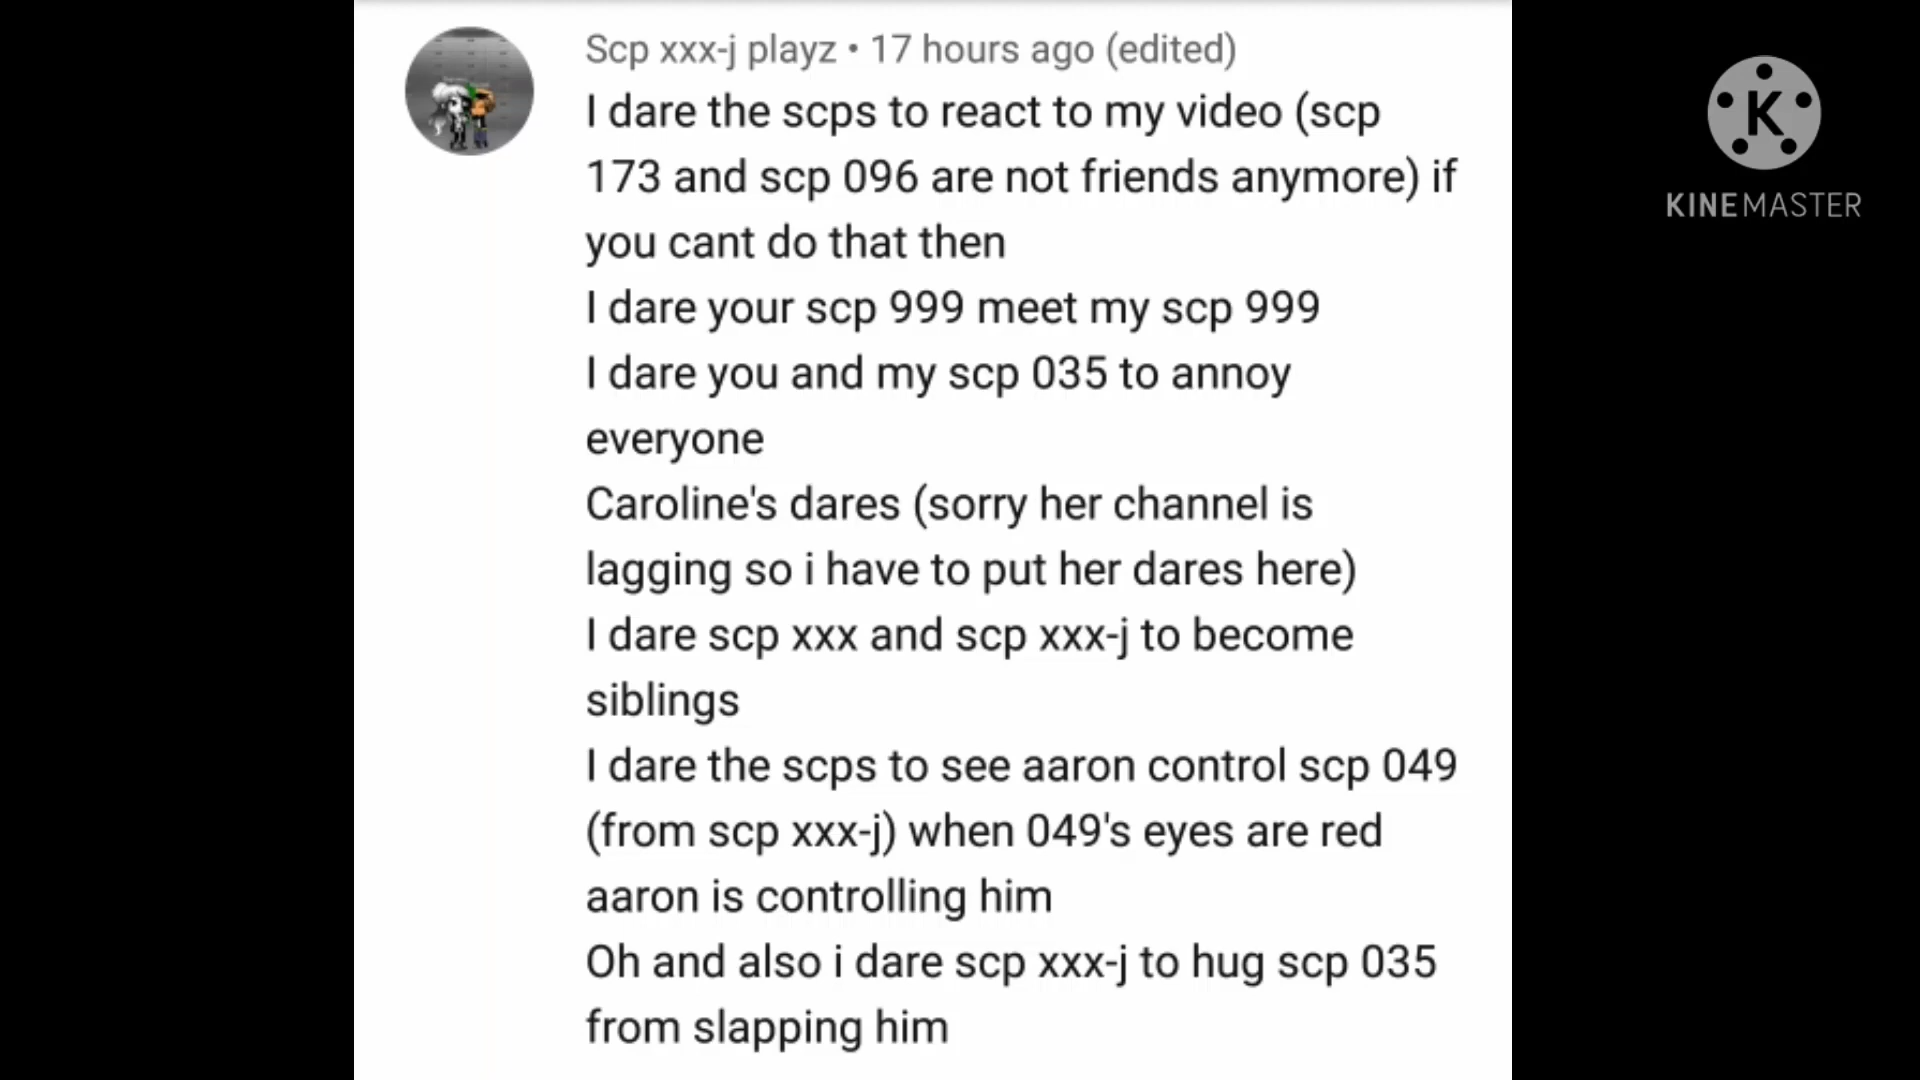 Scp xxx-j playz • 17 hours ago (edited)
I dare the scps to react to my video (scp
173 and scp 096 are not friends anymore) if
you cant do that then
I dare your scp 999 meet my scp 999
I dare you and my scp 035 to annoy
everyone
Caroline's dares (sorry her channel is
lagging so i have to put her dares here)
I dare scp xxx and scp xxx-j to become
siblings
I dare the scps to see aaron control scp 049
(from scp xxx-j) when 049's eyes are red
aaron is controlling him
Oh and also i dare scp xxx-j to hug scp 035
from slapping him
K
KINEMASTER